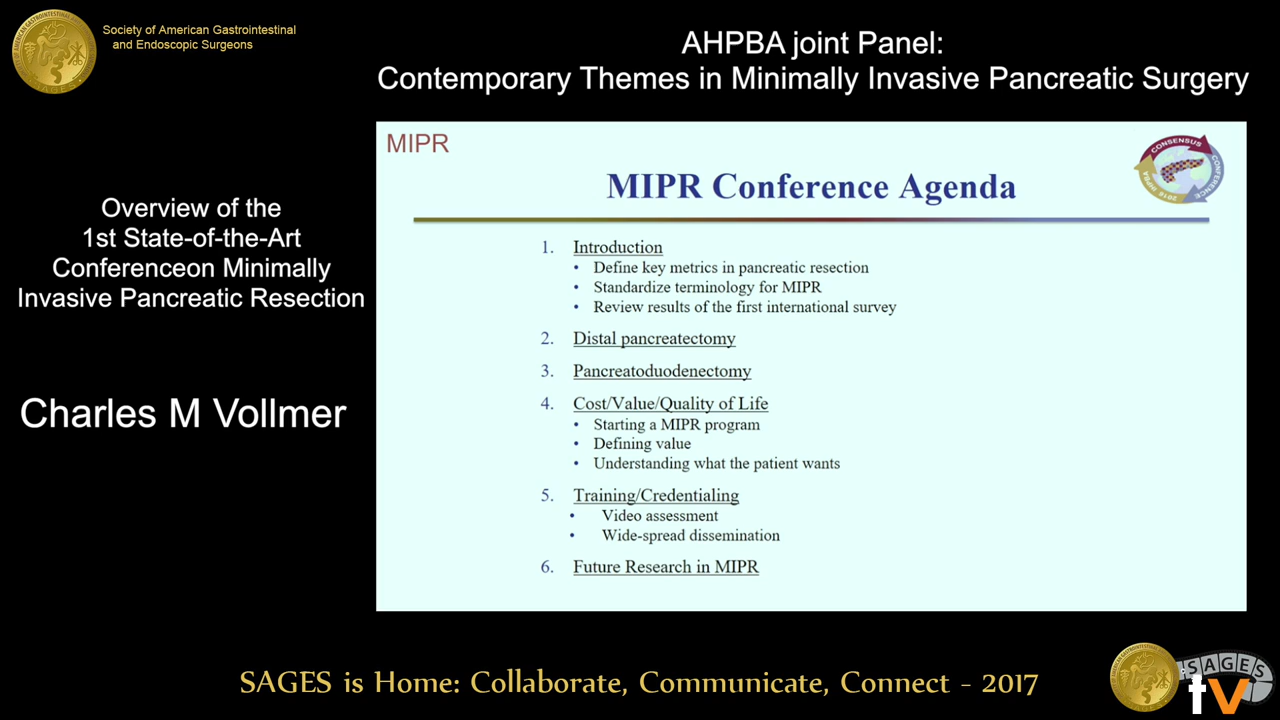 Society of American Gastrointestinal
and Endoscopic Surgeons
AHPBA joint Panel:
Contemporary Themes in Minimally Invasive Pancreatic Surgery
Overview of the
1st State-of-the-Art
Conferenceon Minimally
Invasive Pancreatic Resection
Charles M Vollmer
MIPR
CONSENSUS
CONFERENCE
MIPR Conference Agenda
1. Introduction
• Define key metrics in pancreatic resection
• Standardize terminology for MIPR
• Review results of the first international survey
2. Distal pancreatectomy
3. Pancreatoduodenectomy
4. Cost/Value/Quality of Life
• Starting a MIPR program
• Defining value
• Understanding what the patient wants
5. Training/Credentialing
• Video assessment
• Wide-spread dissemination
6. Future Research in MIPR
SAGES is Home: Collaborate, Communicate, Connect - 2017
SAGES
tv